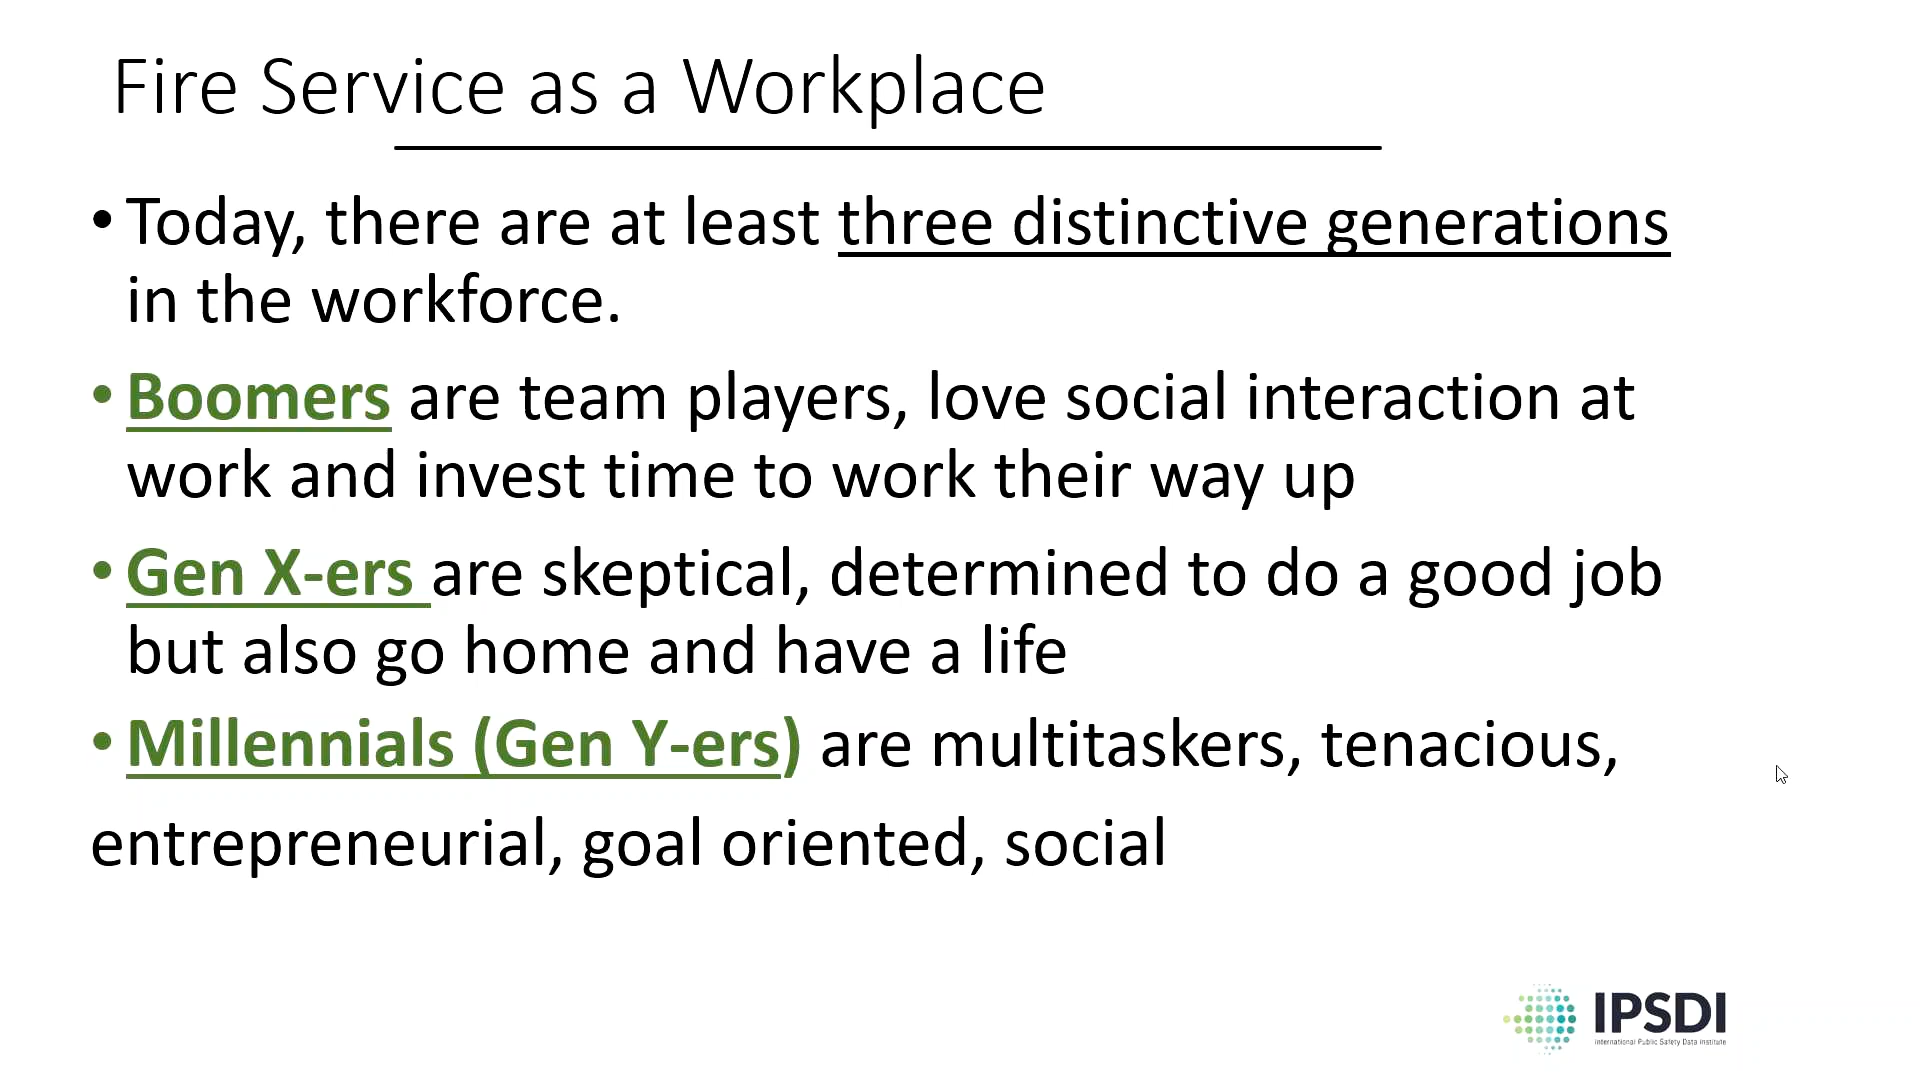 Fire Service as a Workplace
• Today, there are at least three distinctive generations
in the workforce.
• Boomers are team players, love social interaction at
work and invest time to work their way up
• Gen X-ers are skeptical, determined to do a good job
but also go home and have a life
• Millennials (Gen Y-ers) are multitaskers, tenacious,
entrepreneurial, goal oriented, social
IPSDI
International Public Safety Data Institute